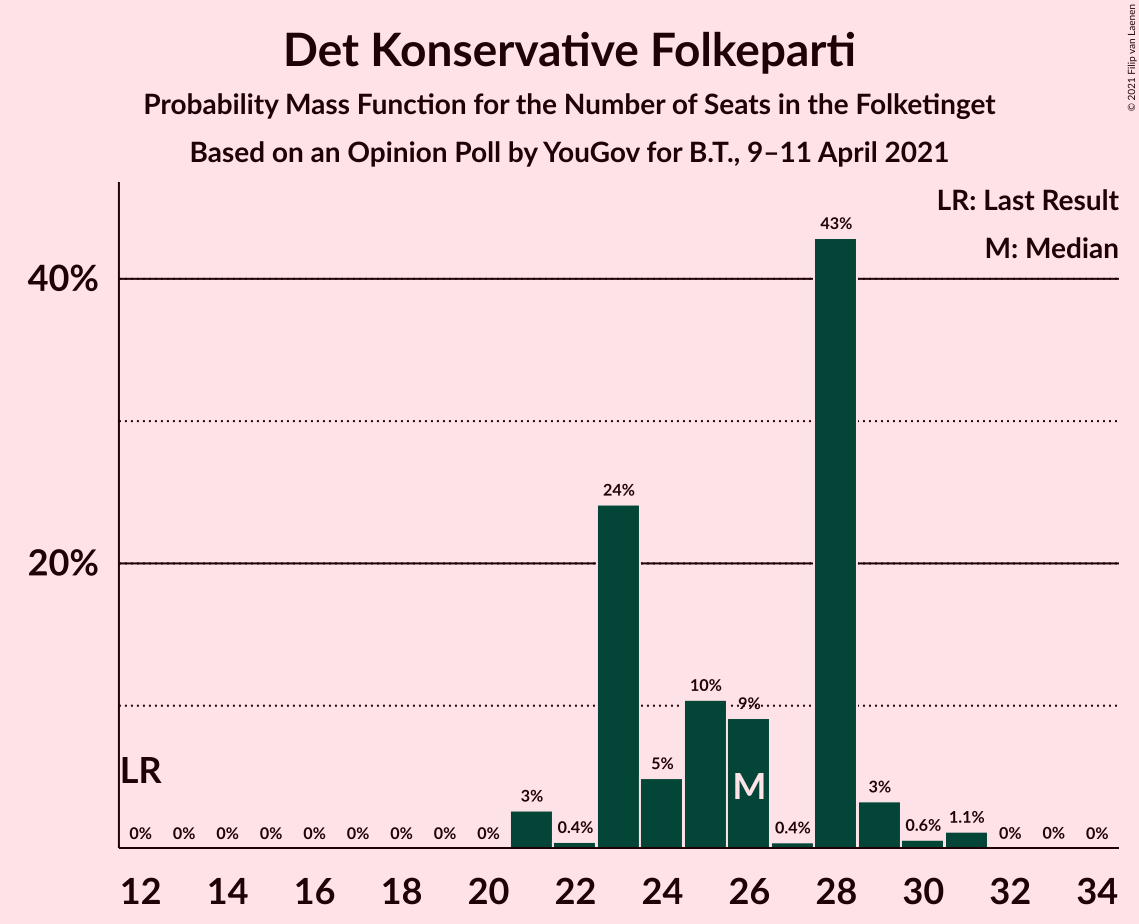 Det Konservative Folkeparti
Probability Mass Function for the Number of Seats in the Folketinget
Based on an Opinion Poll by YouGov for B.T., 9–11 April 2021
© 2021 Filip van Laenen
LR: Last Result
M: Median
43%
40%
24%
20%
10%
9%
5%
LR
M
3%
3%
1.1%
0% 0% 0% 0% 0% 0% 0% 0% 0% 0.4% 0.4% 0.6% 0% 0% 0%
12 14 16 18 20 22 24 26 28 30 32 34